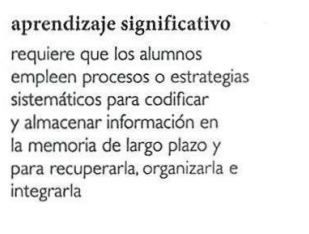 aprendizaje significativo
requiere que los alumnos
empleen procesos o estrategias
sistemáticos para codificar
y almacenar información en
la memoria de largo plazo y
para recuperarla, organizarla e
integrarla